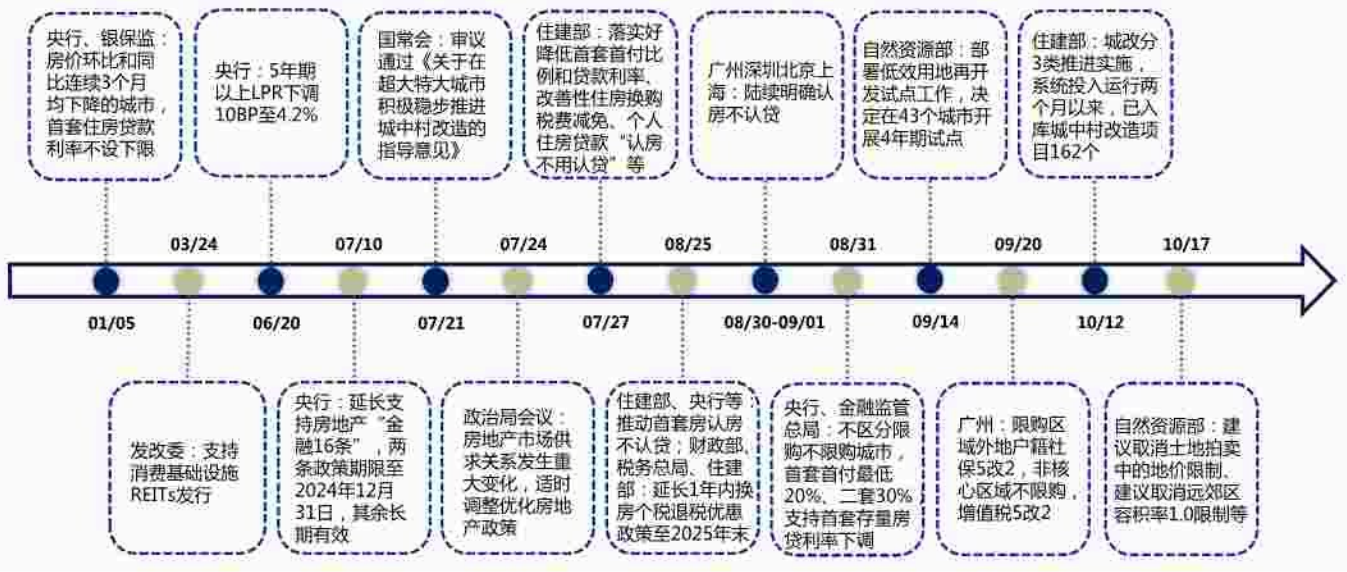 央行、银保监：
房价环比和同
比连续3个月
均下降的城市，
首套住房贷款
利率不设下限
央行：5年期
以上LPR下调
10BP至4.2%
国常会：审议
通过《关于在
超大特大城市
积极稳步推进
城中村改造的
指导意见》
住建部：落实好
降低首套首付比
例和贷款利率、
改善性住房换购
税费减免、个人
住房贷款“认房
不用认贷”等
广州深圳北京上
海：陆续明确认
房不认贷
自然资源部：部
署低效用地再开
发试点工作，决
定在43个城市开
展4年期试点
住建部：城改分
3类推进实施，
系统投入运行两
个月以来，已入
库城中村改造项
目162个
03/24
07/10
07/24
08/25
08/31
09/20
10/17
01/05
06/20
07/21
07/27
08/30-09/01
09/14
10/12
发改委：支持
消费基础设施
REITs发行
央行：延长支
持房地产“金
融16条”，两
条政策期限至
2024年12月
31日，其余长
期有效
政治局会议：
房地产市场供
求关系发生重
大变化，适时
调整优化房地
产政策
住建部、央行等：
推动首套房认房
不认贷；财政部、
税务总局、住建
部：延长1年内换
房个税退税优惠
政策至2025年末
央行、金融监管
总局：不区分限
购不限购城市，
首套首付最低
20%、二套30%
支持首套存量房
贷利率下调
广州：限购区
域外地户籍社
保5改2，非核
心区域不限购，
增值税5改2
自然资源部：建
议取消土地拍卖
中的地价限制、
建议取消远郊区
容积率1.0限制等